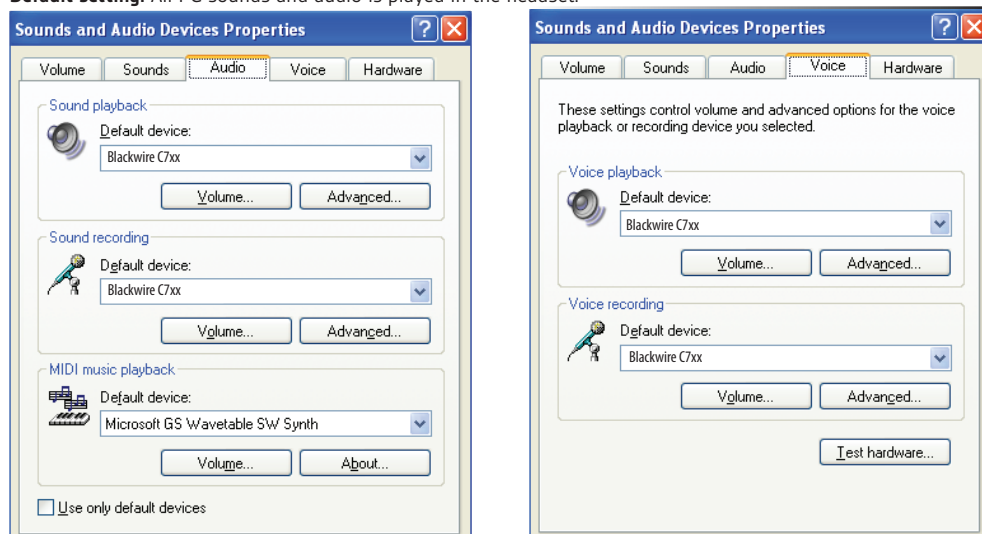 Default setting: All PC sounds and audio is played in the headset.
Sounds and Audio Devices Properties
Volume Sounds Audio Voice Hardware
Sound playback
Default device:
Blackwire C7xx
Volume... Advanced...
Sound recording
Default device:
Blackwire C7xx
Volume... Advanced...
MIDI music playback
Default device:
Microsoft GS Wavetable SW Synth
Volume... About...
Use only default devices
Sounds and Audio Devices Properties
Volume Sounds Audio Voice Hardware
These settings control volume and advanced options for the voice
playback or recording device you selected.
Voice playback
Default device:
Blackwire C7xx
Volume... Advanced...
Voice recording
Default device:
Blackwire C7xx
Volume... Advanced...
Test hardware...